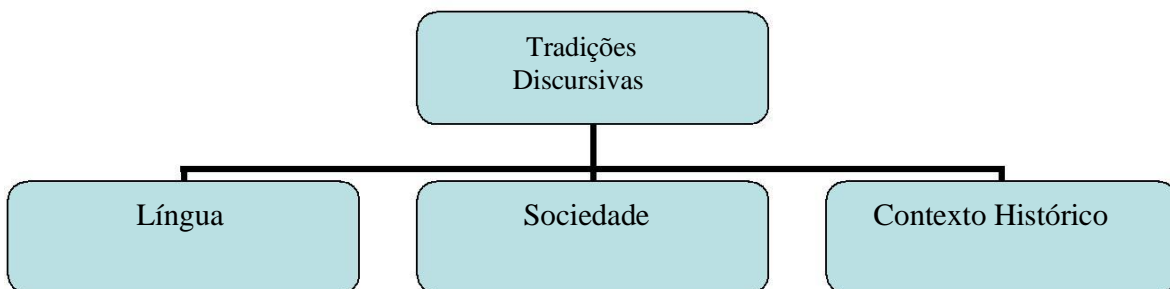 Tradições
Discursivas
Língua
Sociedade
Contexto Histórico